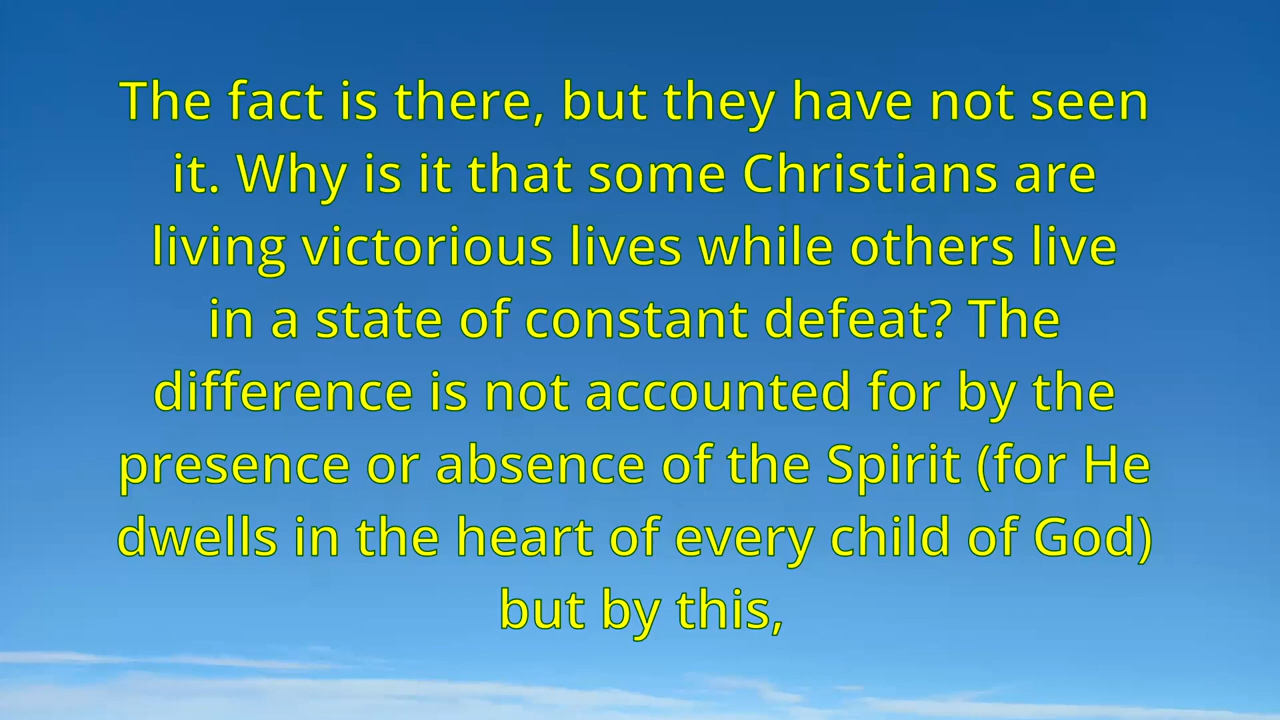 The fact is there, but they have not seen
it. Why is it that some Christians are
living victorious lives while others live
in a state of constant defeat? The
difference is not accounted for by the
presence or absence of the Spirit (for He
dwells in the heart of every child of God)
but by this,